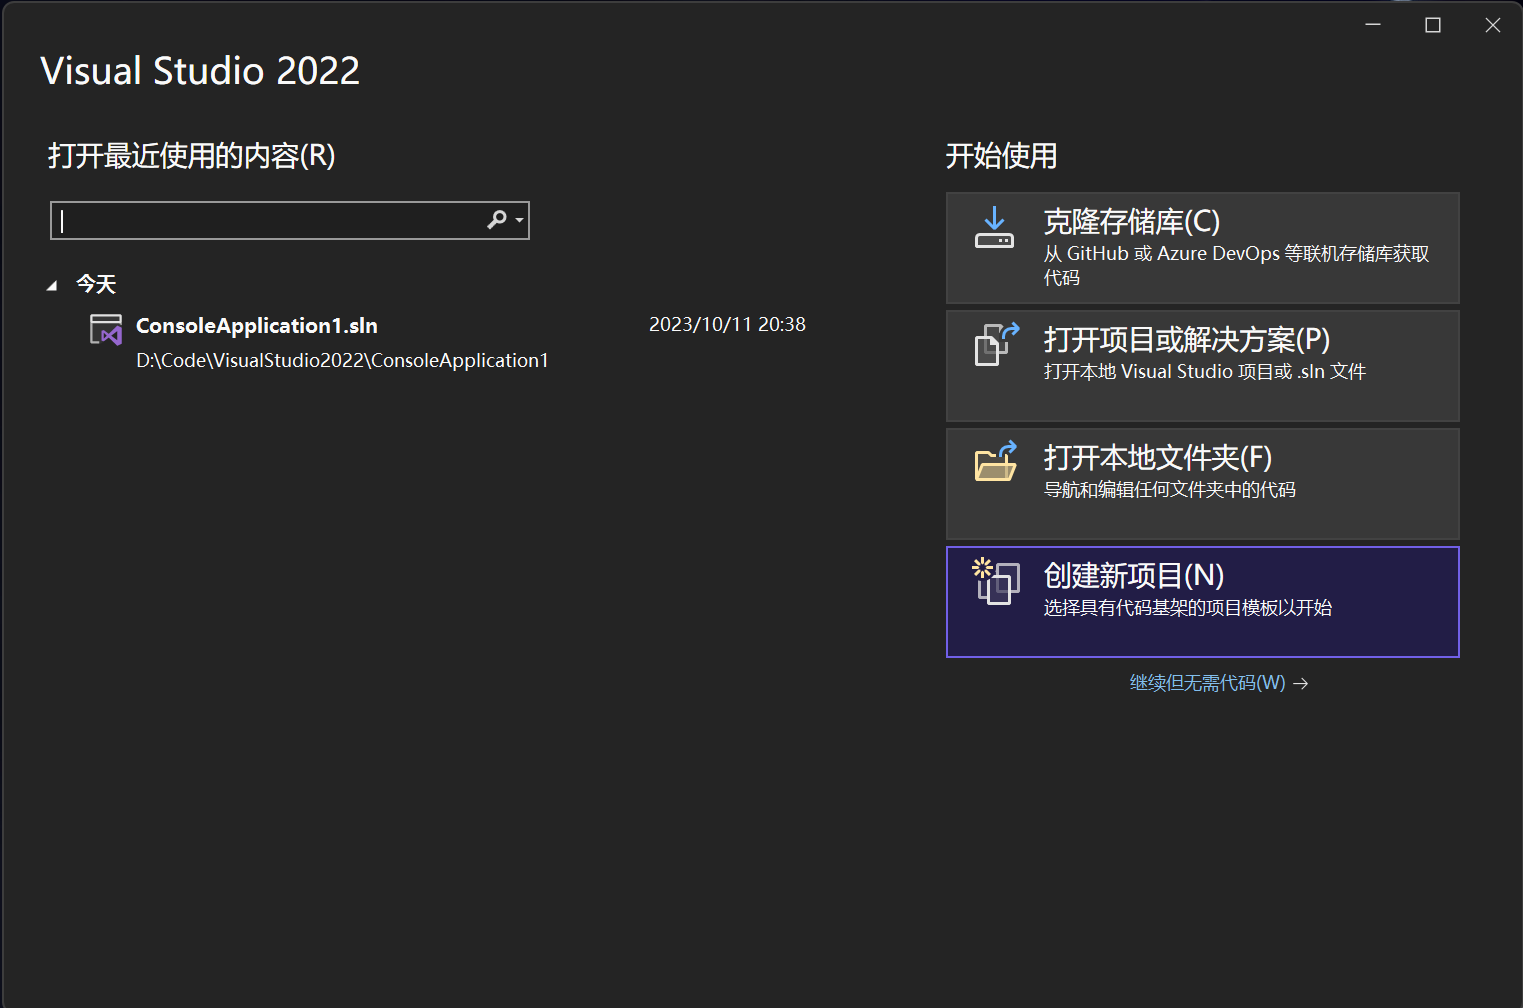 Visual Studio 2022
打开最近使用的内容(R)
今天
ConsoleApplication1.sln
2023/10/11 20:38
D:\Code\VisualStudio2022\ConsoleApplication1
开始使用
克隆存储库(C)
从 GitHub 或 Azure DevOps 等联机存储库获取
代码
打开项目或解决方案(P)
打开本地 Visual Studio 项目或 .sln 文件
打开本地文件夹(F)
导航和编辑任何文件夹中的代码
创建新项目(N)
选择具有代码基架的项目模板以开始
继续但无需代码(W) →